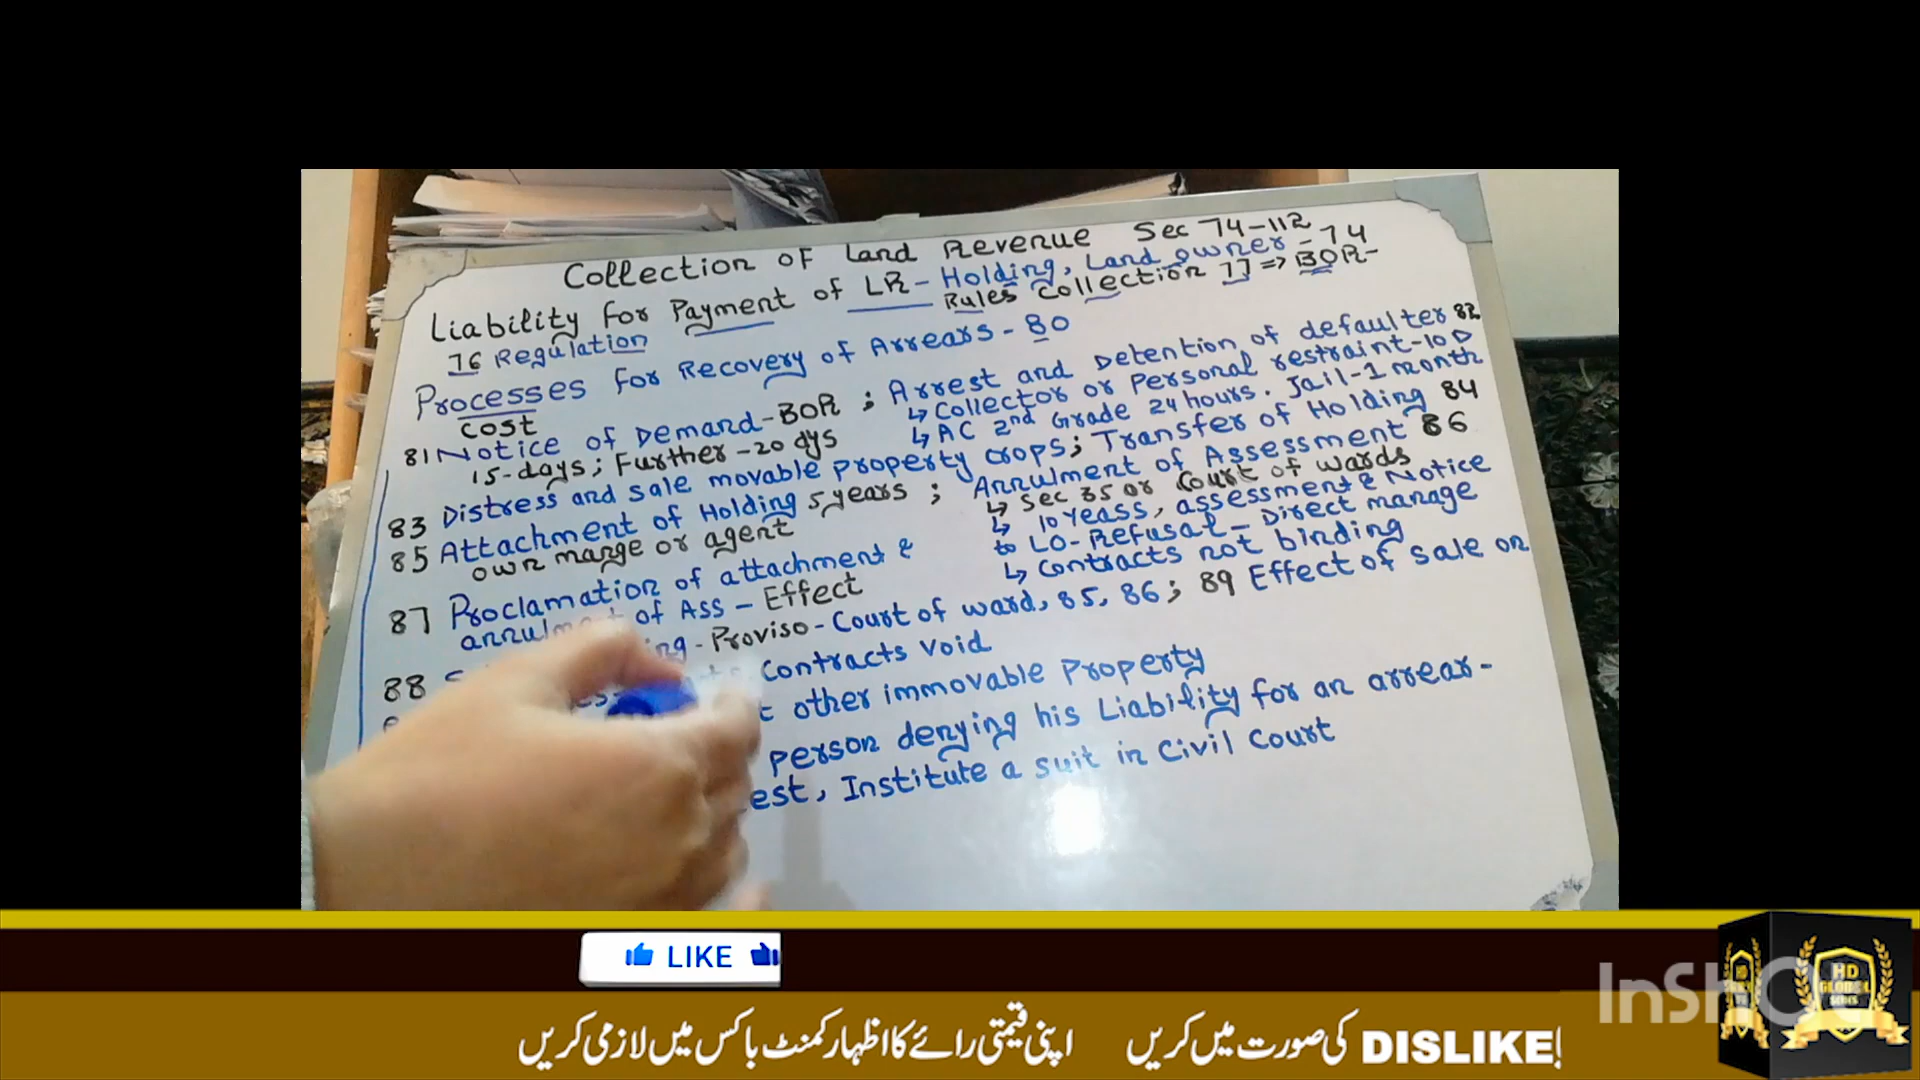 Collection of Land Revenue Sec 74-112
Liability for Payment of LR - Holding, Land owner - 74
76 Regulation Rules Collection 77 => BOR-
Processes for Recovery of Arrears - 80
cost
81 Notice of Demand - BOR ; Arrest and Detention of defaulter 82
15-days ; Further - 20 dys
↳ Collector or Personal restraint - 10 D
↳ AC 2nd Grade 24 hours. Jail - 1 month
83 Distress and sale movable property crops ; Transfer of Holding 84
85 Attachment of Holding 5 years ; Annulment of Assessment 86
own mange or agent
↳ Sec 35 or Court of wards
↳ 10 Years, assessment & Notice
to LO - Refusal - Direct manage
↳ Contracts not binding
87 Proclamation of attachment &
of Ass - Effect
88 - Proviso - Court of ward, 85, 86 ; 89 Effect of Sale on
Contracts void
other immovable Property
person denying his Liability for an arrear -
Institute a suit in Civil Court
LIKE
InShOt
HD GLOBAL
اپنی قیمتی رائے کا اظہار کمنٹ باکس میں لازمی کریں
DISLIKE! کی صورت میں کریں